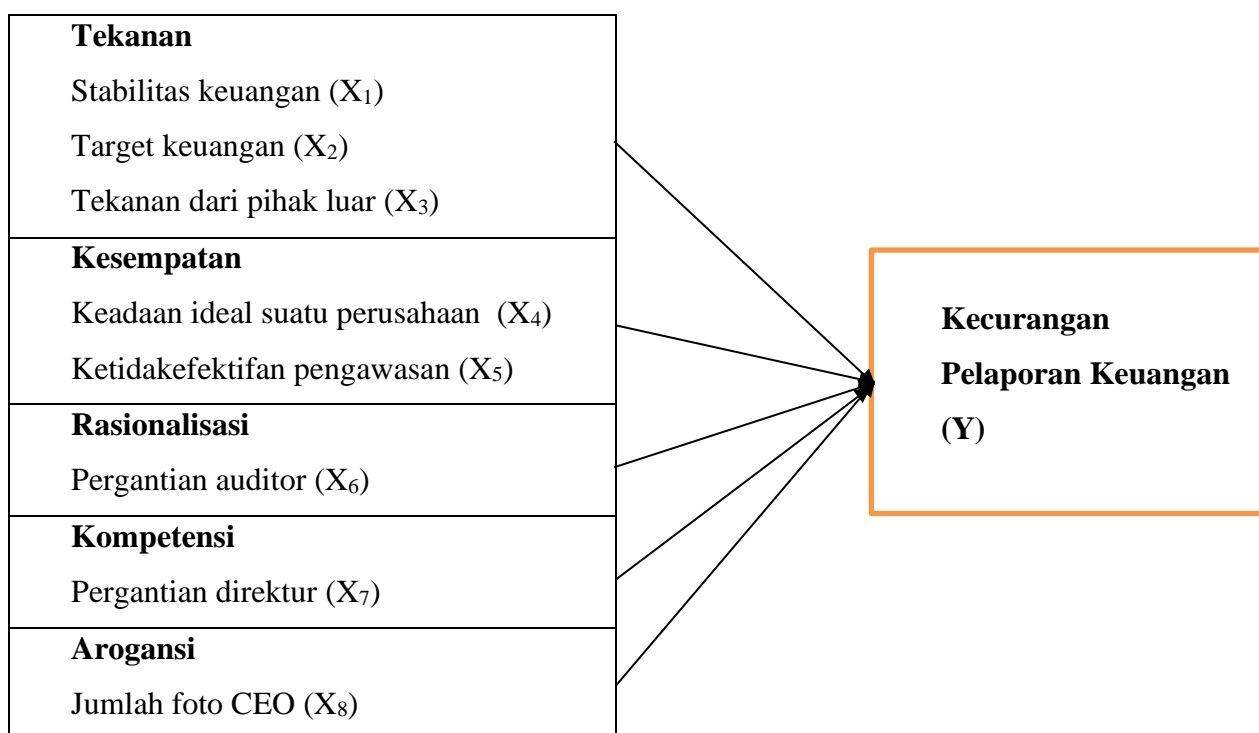 Tekanan
Stabilitas keuangan (X₁)
Target keuangan (X₂)
Tekanan dari pihak luar (X₃)
Kesempatan
Keadaan ideal suatu perusahaan (X₄)
Ketidakefektifan pengawasan (X₅)
Rasionalisasi
Pergantian auditor (X₆)
Kompetensi
Pergantian direktur (X₇)
Arogansi
Jumlah foto CEO (X₈)
Kecurangan
Pelaporan Keuangan
(Y)